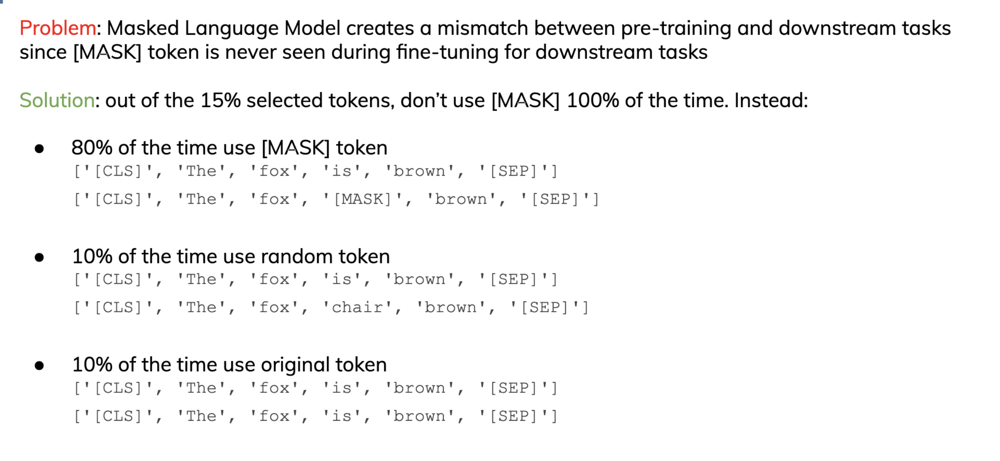 Problem: Masked Language Model creates a mismatch between pre-training and downstream tasks
since [MASK] token is never seen during fine-tuning for downstream tasks
Solution: out of the 15% selected tokens, don’t use [MASK] 100% of the time. Instead:
● 80% of the time use [MASK] token
['[CLS]', 'The', 'fox', 'is', 'brown', '[SEP]']
['[CLS]', 'The', 'fox', '[MASK]', 'brown', '[SEP]']
● 10% of the time use random token
['[CLS]', 'The', 'fox', 'is', 'brown', '[SEP]']
['[CLS]', 'The', 'fox', 'chair', 'brown', '[SEP]']
● 10% of the time use original token
['[CLS]', 'The', 'fox', 'is', 'brown', '[SEP]']
['[CLS]', 'The', 'fox', 'is', 'brown', '[SEP]']